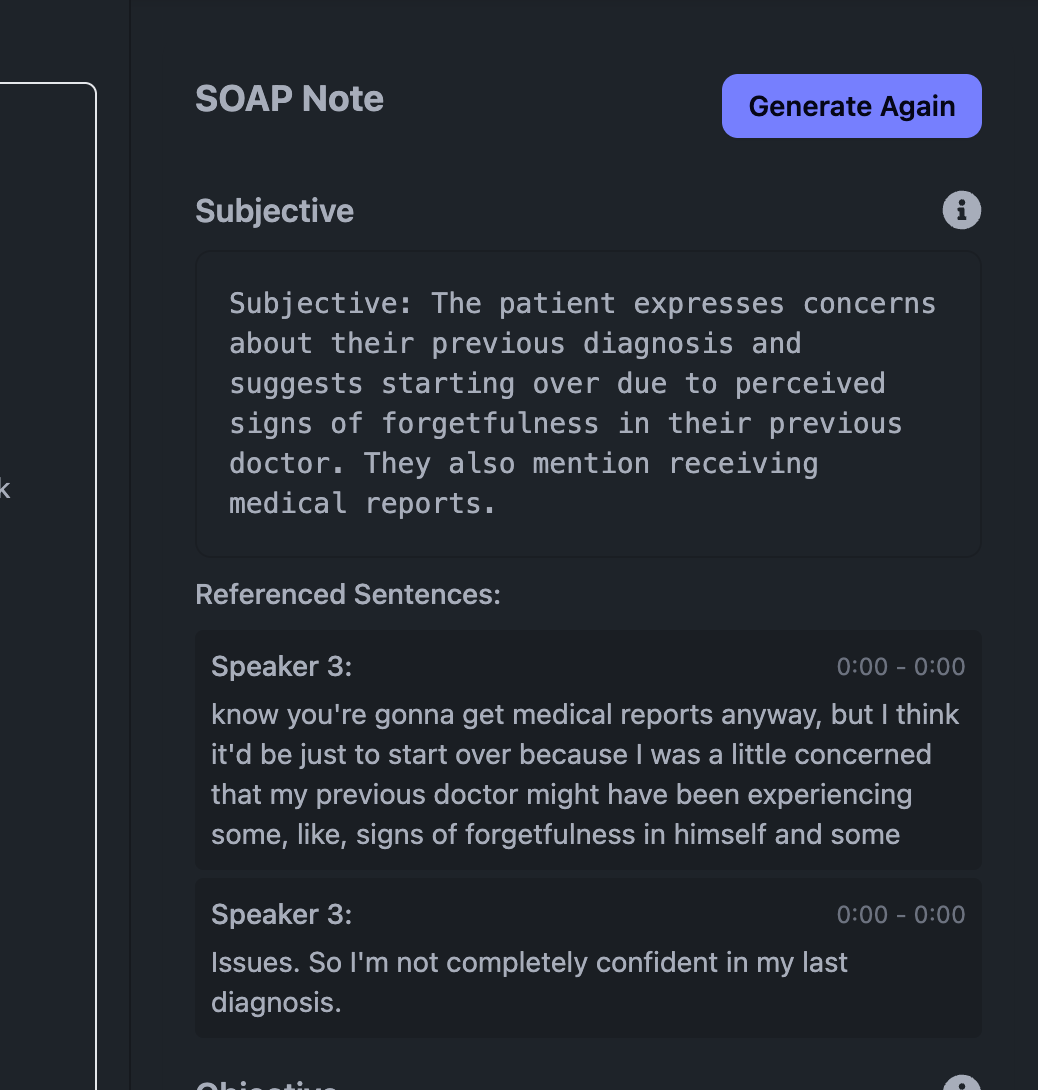 SOAP Note
Generate Again
Subjective
Subjective: The patient expresses concerns
about their previous diagnosis and
suggests starting over due to perceived
signs of forgetfulness in their previous
doctor. They also mention receiving
medical reports.
Referenced Sentences:
Speaker 3:
0:00 - 0:00
know you're gonna get medical reports anyway, but I think
it'd be just to start over because I was a little concerned
that my previous doctor might have been experiencing
some, like, signs of forgetfulness in himself and some
Speaker 3:
0:00 - 0:00
Issues. So I'm not completely confident in my last
diagnosis.
Objective
k